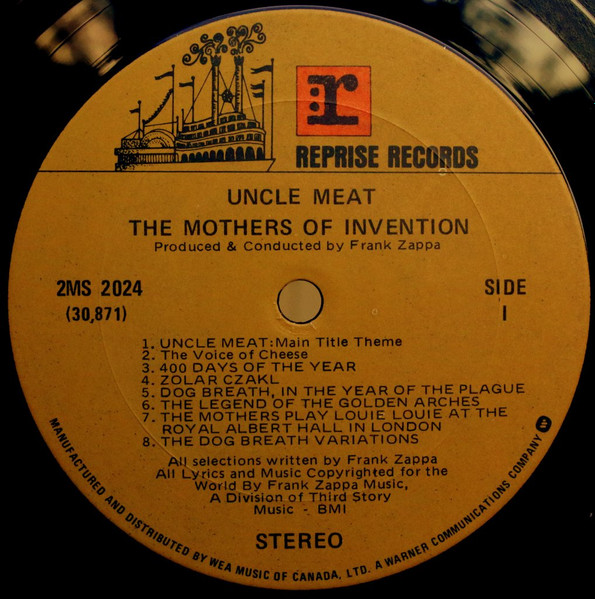 r
REPRISE RECORDS
UNCLE MEAT
THE MOTHERS OF INVENTION
Produced & Conducted by Frank Zappa
2MS 2024
(30,871)
SIDE
1
1. UNCLE MEAT:Main Title Theme
2. The Voice of Cheese
3. 400 DAYS OF THE YEAR
4. ZOLAR CZAKL
5. DOG BREATH, IN THE YEAR OF THE PLAGUE
6. THE LEGEND OF THE GOLDEN ARCHES
7. THE MOTHERS PLAY LOUIE LOUIE AT THE
ROYAL ALBERT HALL IN LONDON
8. THE DOG BREATH VARIATIONS
All selections written by Frank Zappa
All Lyrics and Music Copyrighted for the
World By Frank Zappa Music,
A Division of Third Story
Music - BMI
STEREO
MANUFACTURED AND DISTRIBUTED BY WEA MUSIC OF CANADA, LTD. A WARNER COMMUNICATIONS COMPANY